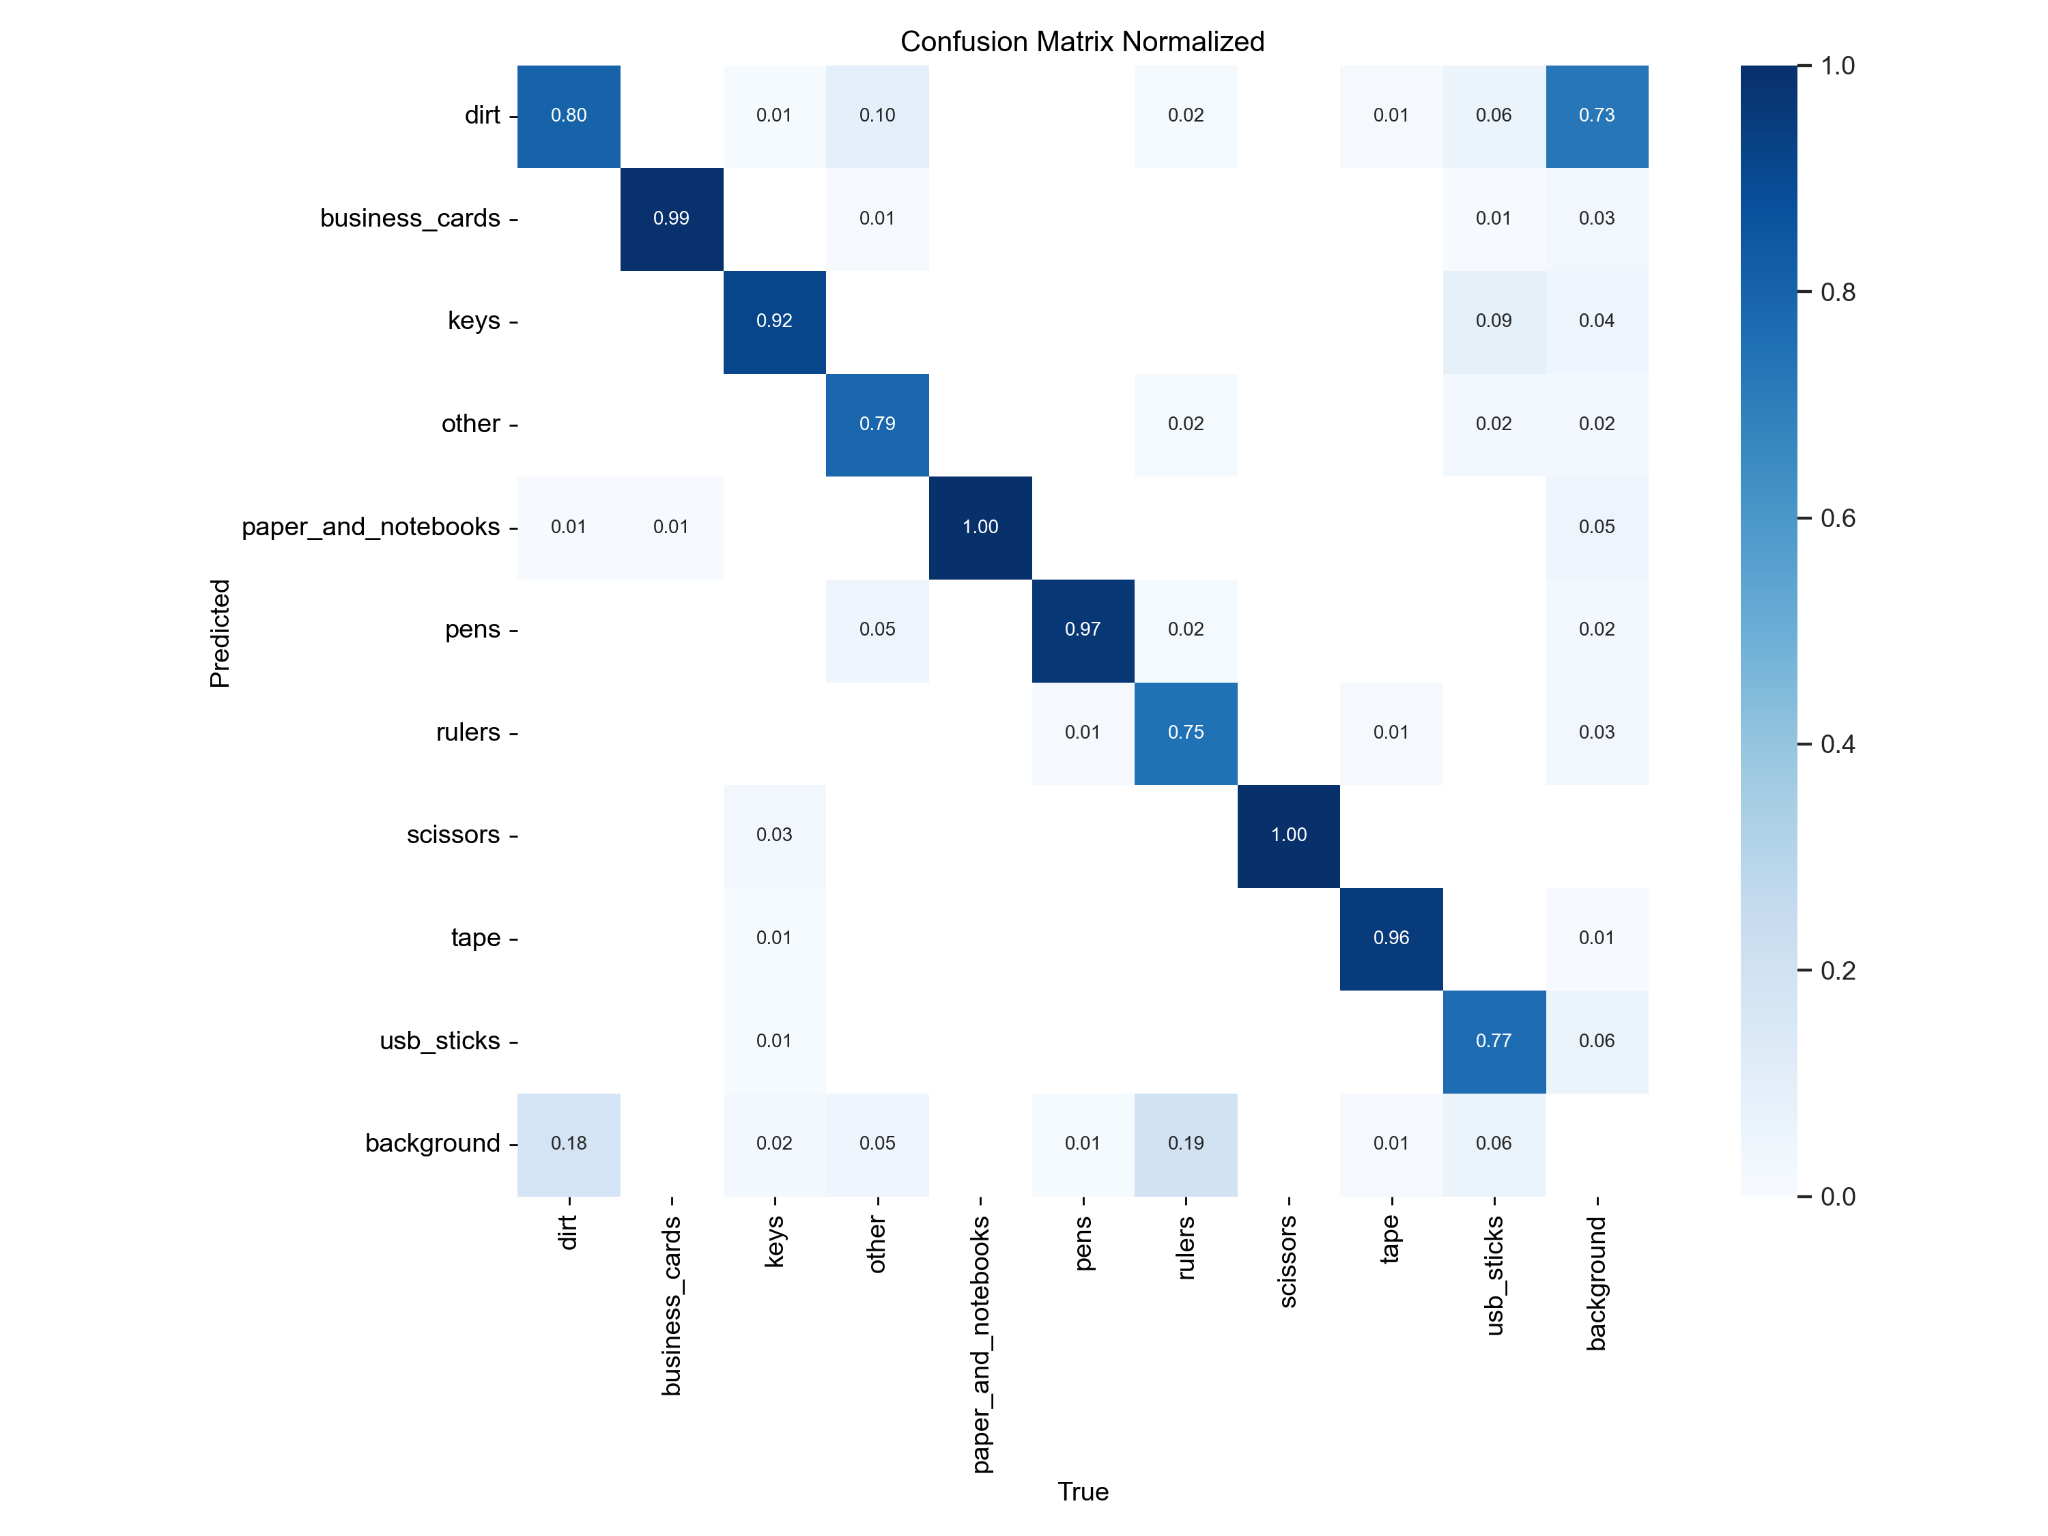 Confusion Matrix Normalized
dirt 0.80 0.01 0.10 0.02 0.01 0.06 0.73
business_cards 0.99 0.01 0.01 0.03
keys 0.92 0.09 0.04
other 0.79 0.02 0.02 0.02
paper_and_notebooks 0.01 0.01 1.00 0.05
pens 0.05 0.97 0.02 0.02
rulers 0.01 0.75 0.01 0.03
scissors 0.03 1.00
tape 0.01 0.96 0.01
usb_sticks 0.01 0.77 0.06
background 0.18 0.02 0.05 0.01 0.19 0.01 0.06
Predicted
dirt
business_cards
keys
other
paper_and_notebooks
pens
rulers
scissors
tape
usb_sticks
background
True
1.0
0.8
0.6
0.4
0.2
0.0